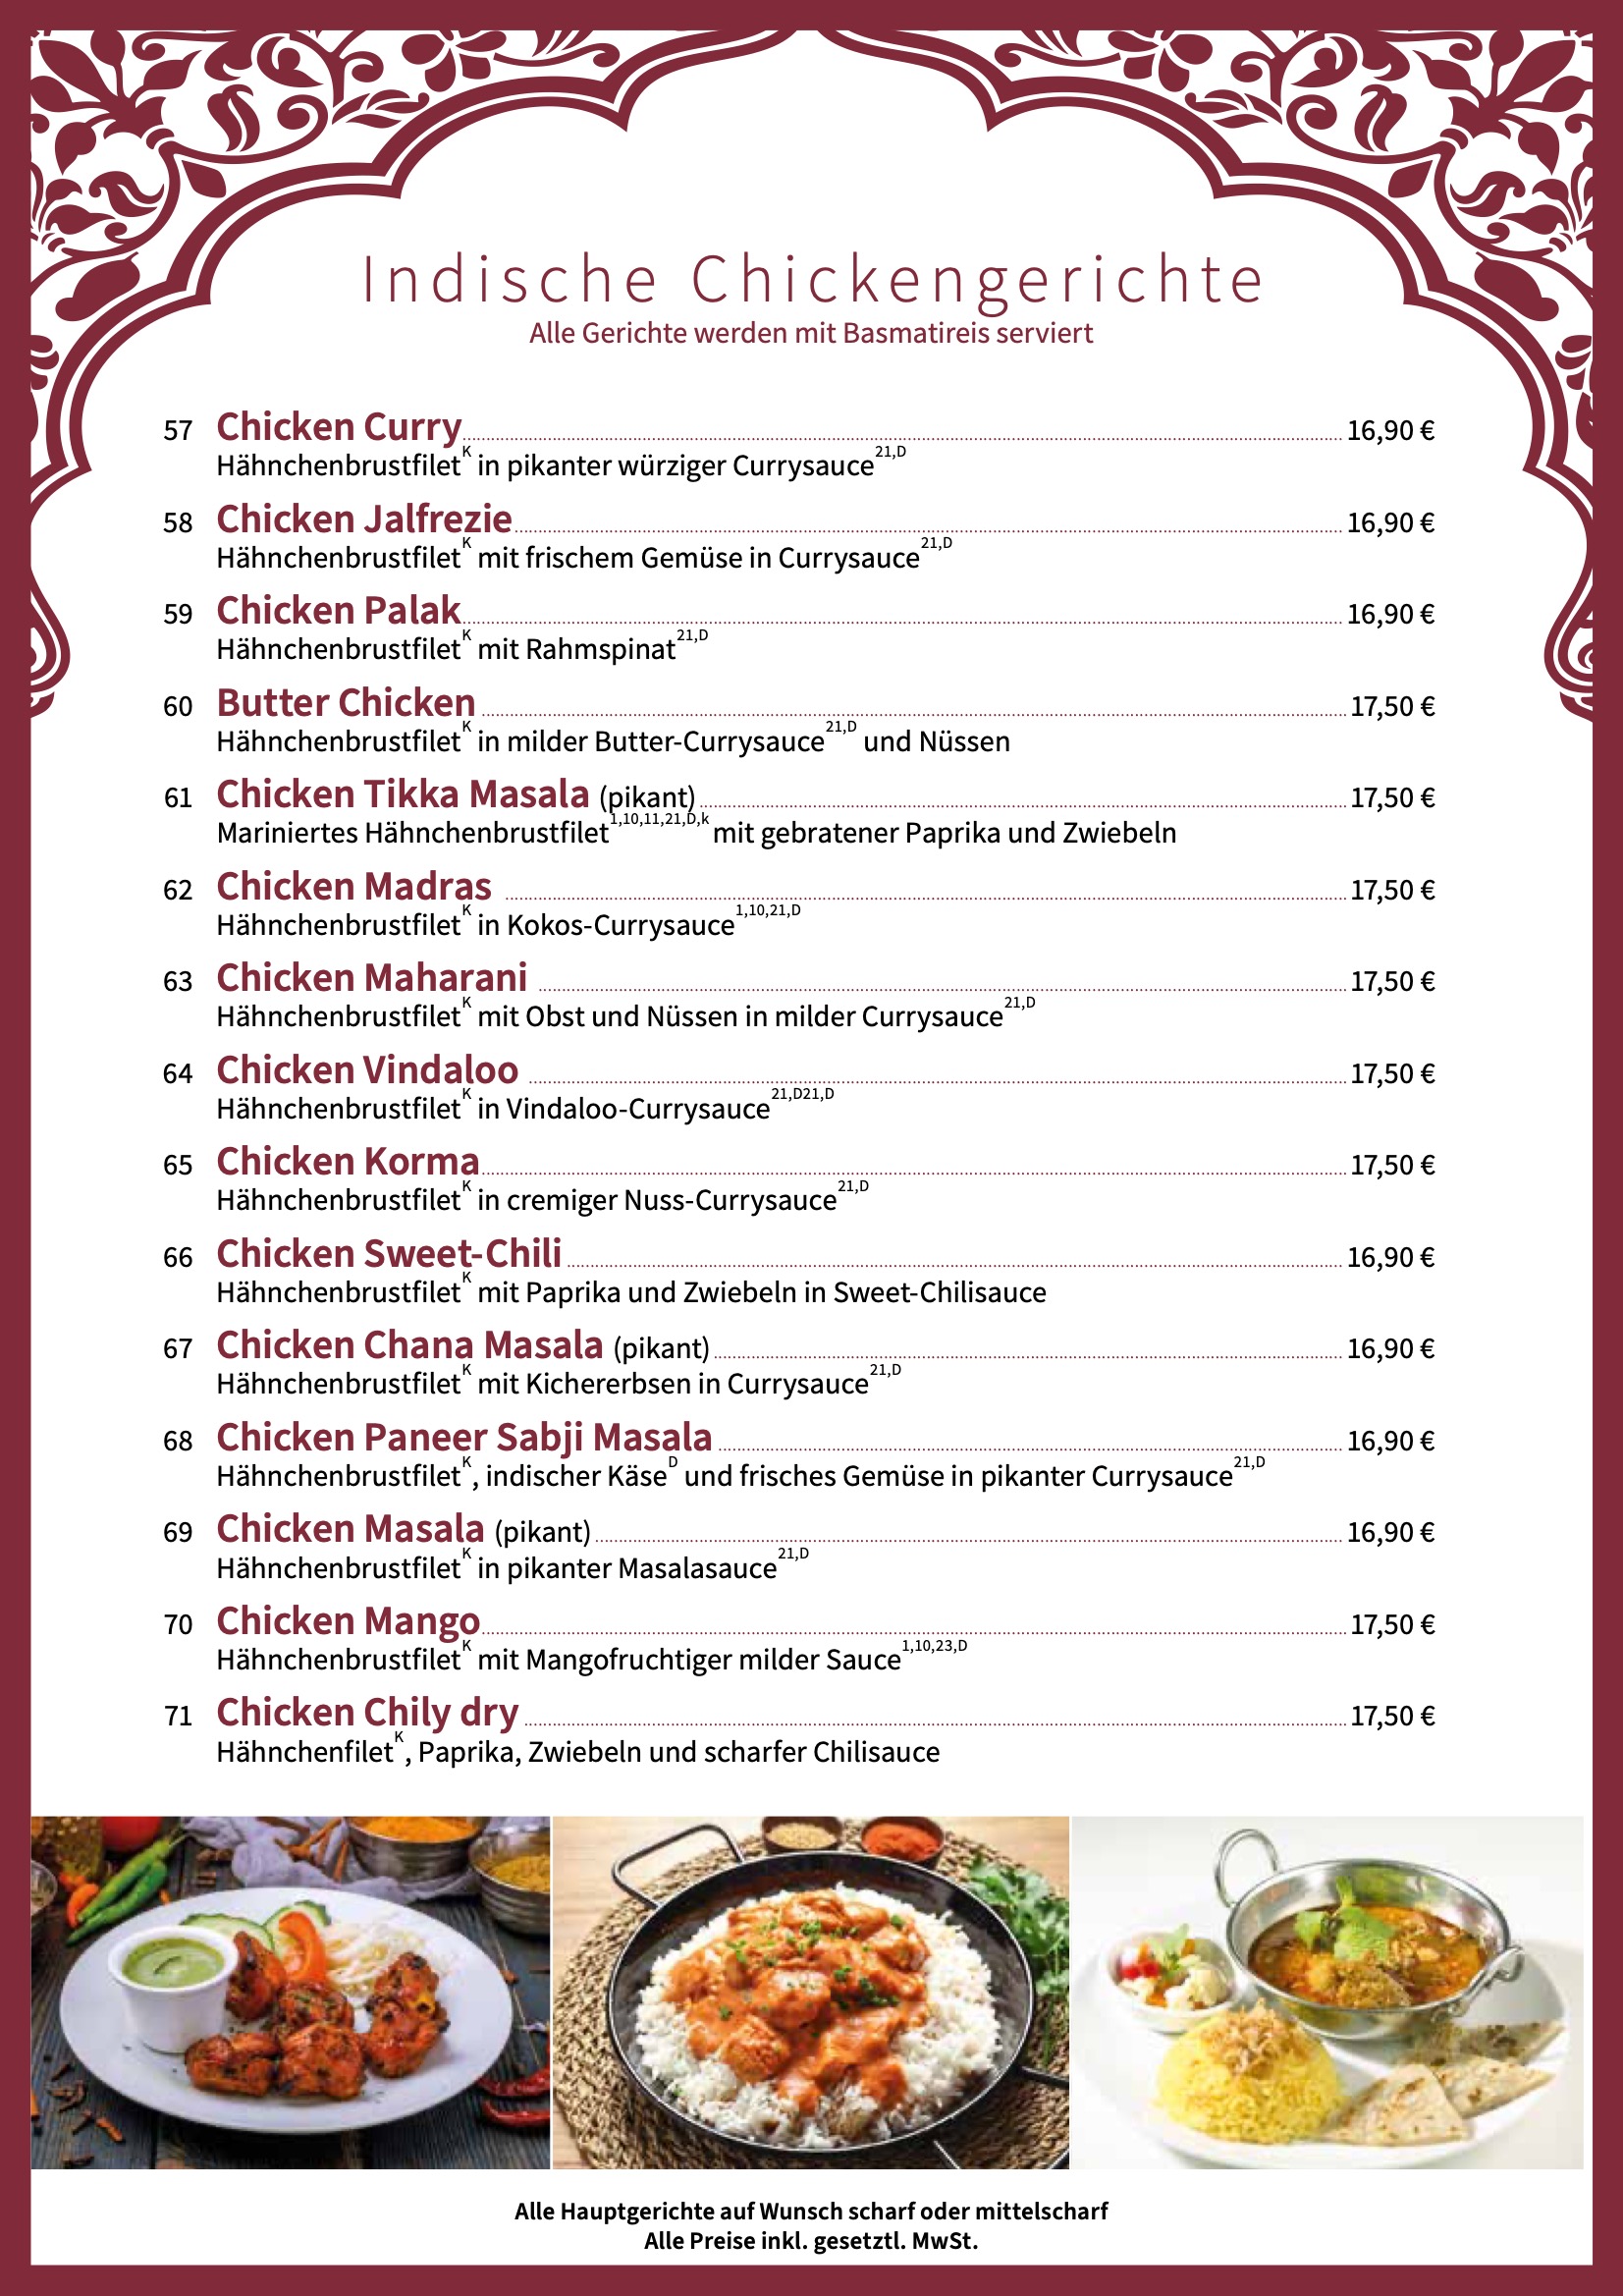 Indische Chickengerichte
Alle Gerichte werden mit Basmatireis serviert
57 Chicken Curry 16,90 €
Hähnchenbrustfilet K in pikanter würziger Currysauce 21,D
58 Chicken Jalfrezie 16,90 €
Hähnchenbrustfilet K mit frischem Gemüse in Currysauce 21,D
59 Chicken Palak 16,90 €
Hähnchenbrustfilet K mit Rahmspinat 21,D
60 Butter Chicken 17,50 €
Hähnchenbrustfilet K in milder Butter-Currysauce 21,D und Nüssen
61 Chicken Tikka Masala (pikant) 17,50 €
Mariniertes Hähnchenbrustfilet 1,10,11,21,D,k mit gebratener Paprika und Zwiebeln
62 Chicken Madras 17,50 €
Hähnchenbrustfilet K in Kokos-Currysauce 1,10,21,D
63 Chicken Maharani 17,50 €
Hähnchenbrustfilet K mit Obst und Nüssen in milder Currysauce 21,D
64 Chicken Vindaloo 17,50 €
Hähnchenbrustfilet K in Vindaloo-Currysauce 21,D21,D
65 Chicken Korma 17,50 €
Hähnchenbrustfilet K in cremiger Nuss-Currysauce 21,D
66 Chicken Sweet-Chili 16,90 €
Hähnchenbrustfilet K mit Paprika und Zwiebeln in Sweet-Chilisauce
67 Chicken Chana Masala (pikant) 16,90 €
Hähnchenbrustfilet K mit Kichererbsen in Currysauce 21,D
68 Chicken Paneer Sabji Masala 16,90 €
Hähnchenbrustfilet K, indischer Käse D und frisches Gemüse in pikanter Currysauce 21,D
69 Chicken Masala (pikant) 16,90 €
Hähnchenbrustfilet K in pikanter Masalasauce 21,D
70 Chicken Mango 17,50 €
Hähnchenbrustfilet K mit Mangofruchtiger milder Sauce 1,10,23,D
71 Chicken Chily dry 17,50 €
Hähnchenfilet K, Paprika, Zwiebeln und scharfer Chilisauce
Alle Hauptgerichte auf Wunsch scharf oder mittelscharf
Alle Preise inkl. gesetztl. MwSt.